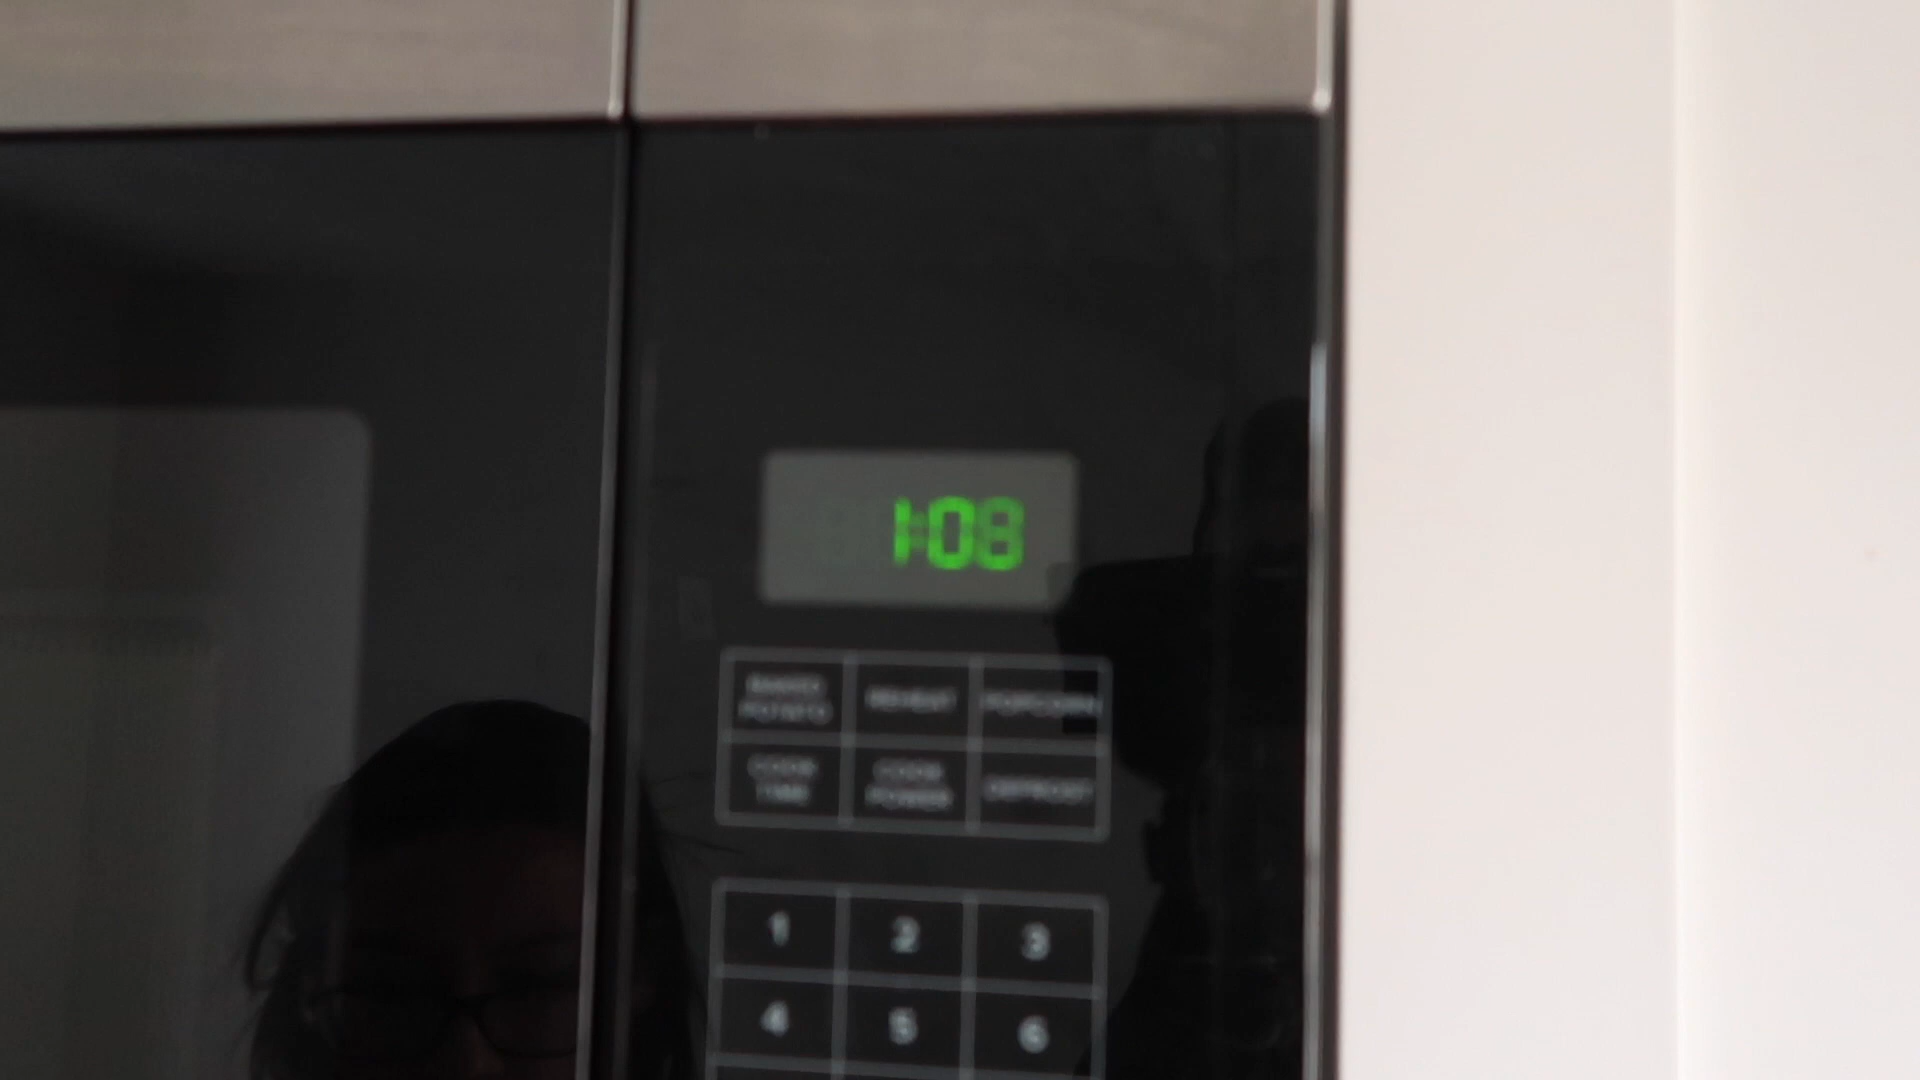 1:08
BAKED
POTATO
REHEAT
POPCORN
COOK
TIME
COOK
POWER
DEFROST
1 2 3
4 5 6